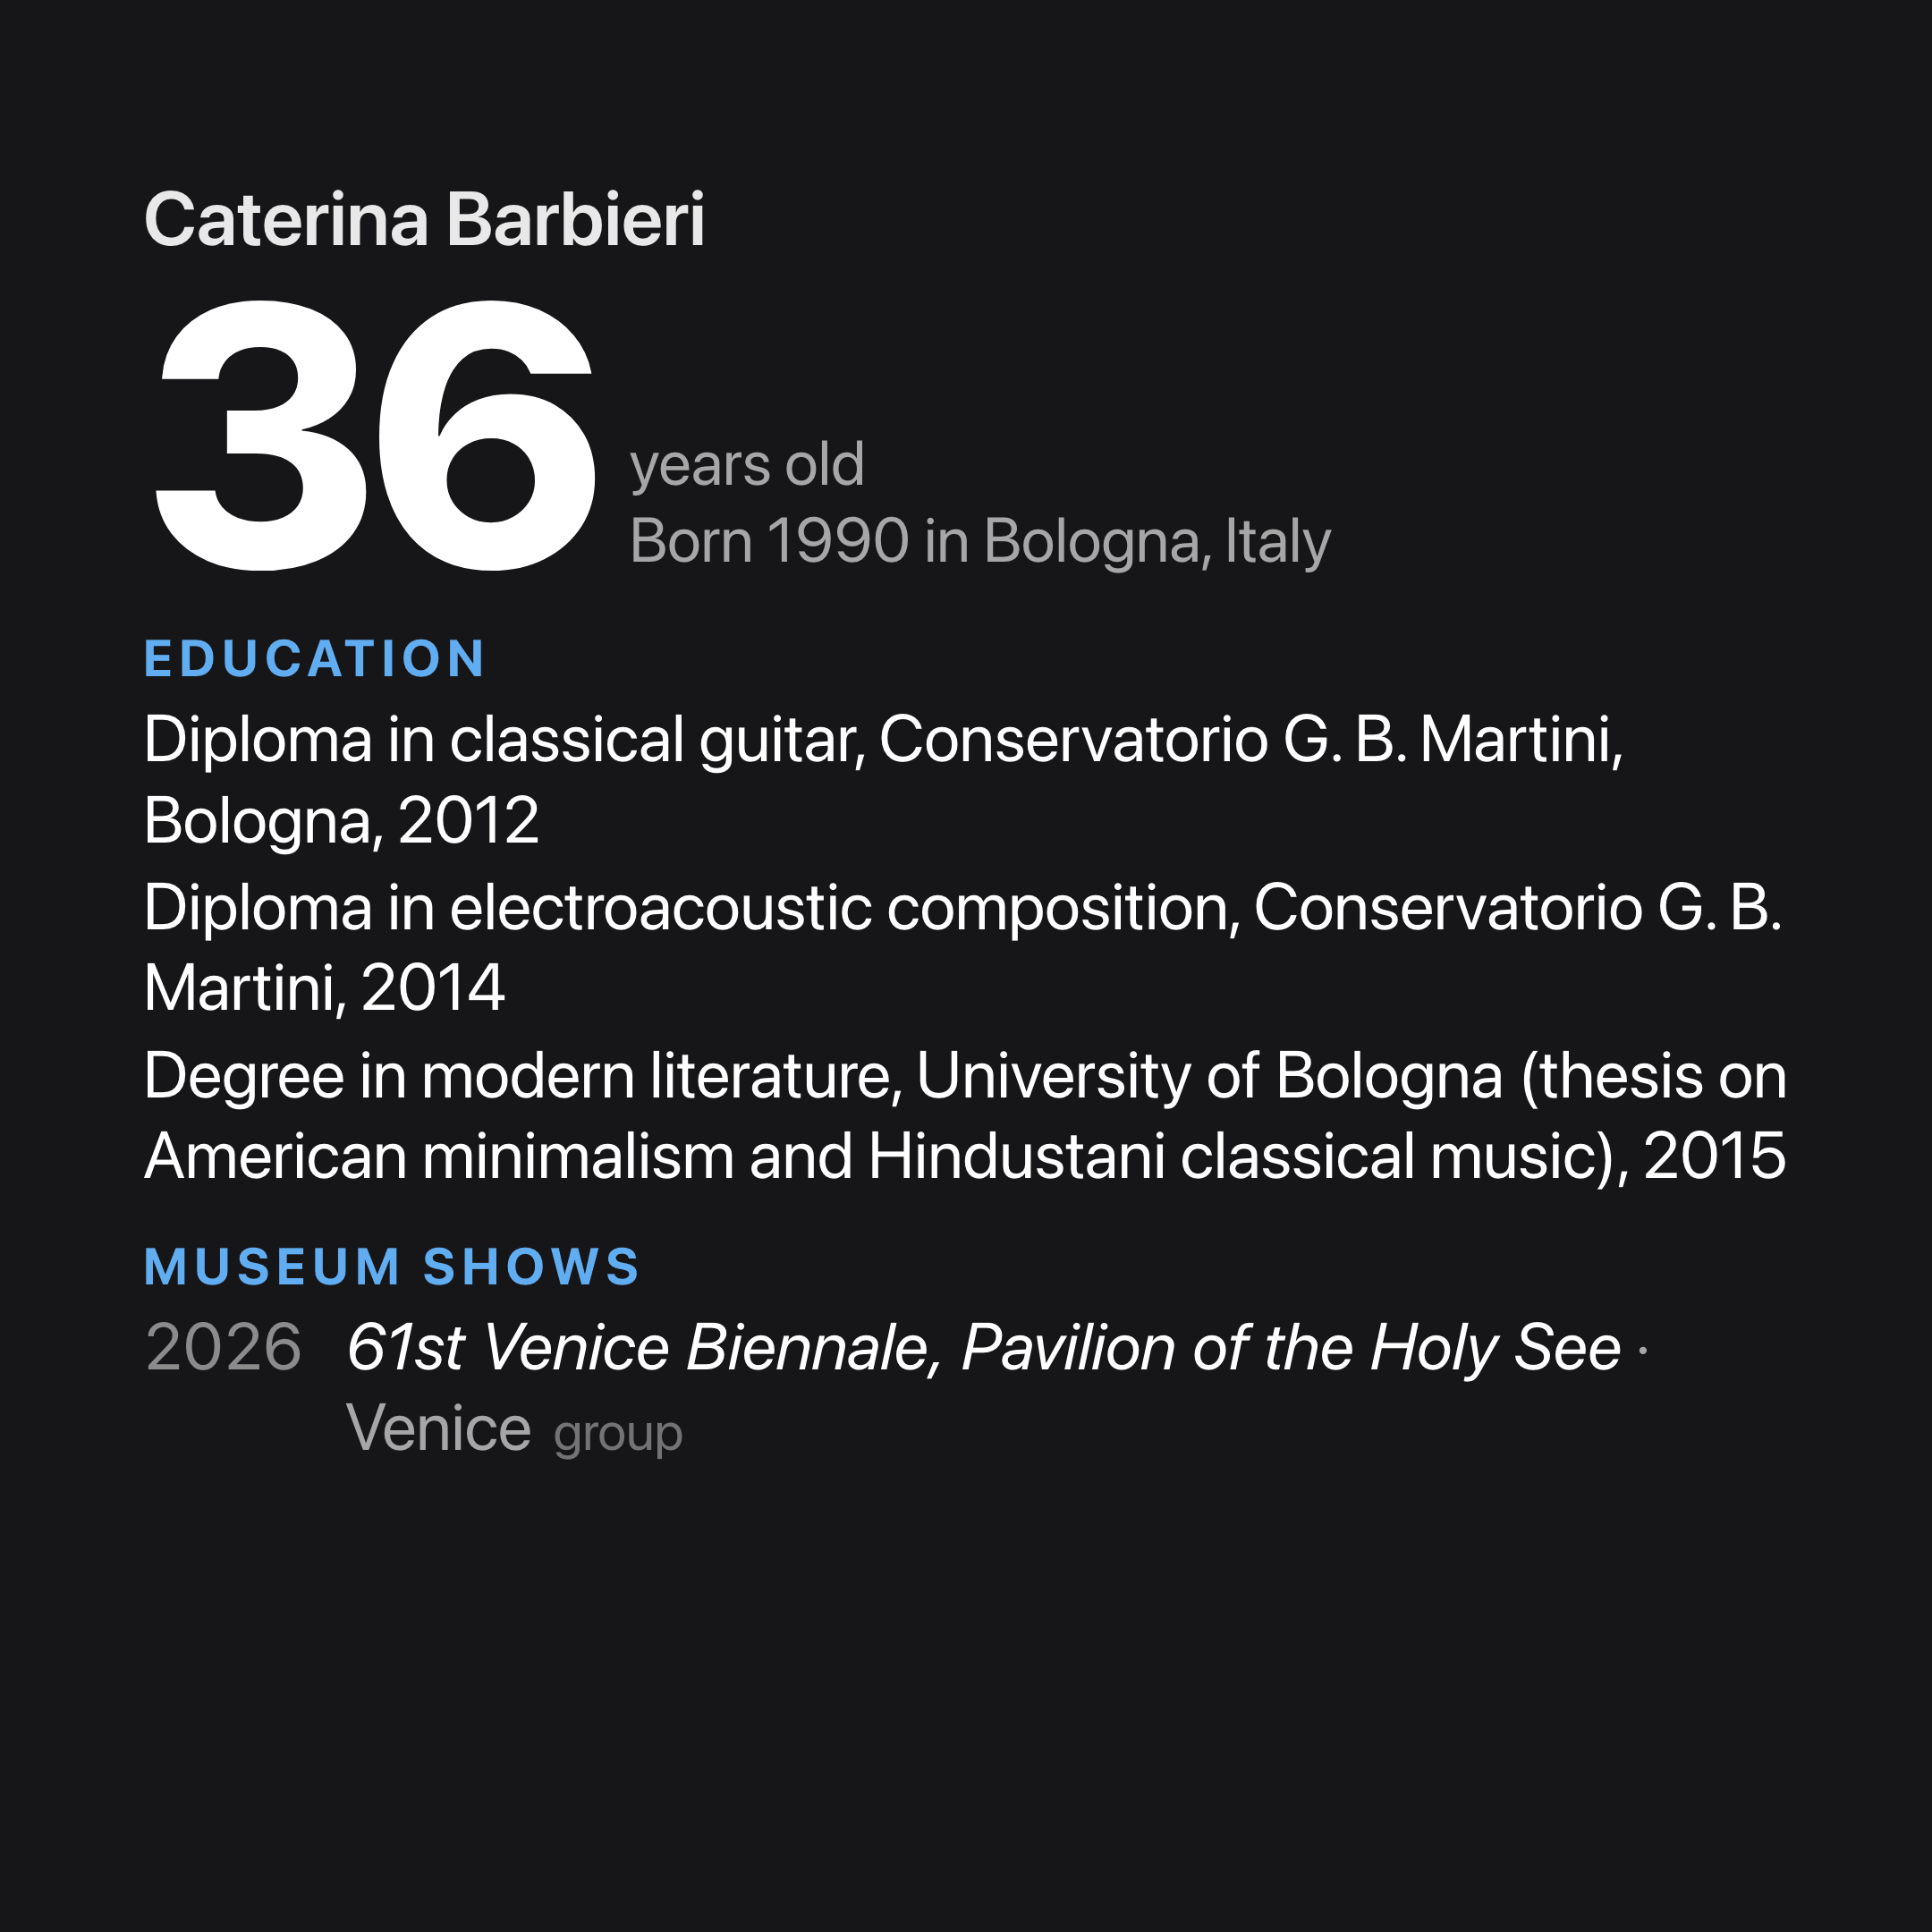 Caterina Barbieri
36
years old
Born 1990 in Bologna, Italy
EDUCATION
Diploma in classical guitar, Conservatorio G. B. Martini,
Bologna, 2012
Diploma in electroacoustic composition, Conservatorio G. B.
Martini, 2014
Degree in modern literature, University of Bologna (thesis on
American minimalism and Hindustani classical music), 2015
MUSEUM SHOWS
2026 61st Venice Biennale, Pavilion of the Holy See ·
Venice group